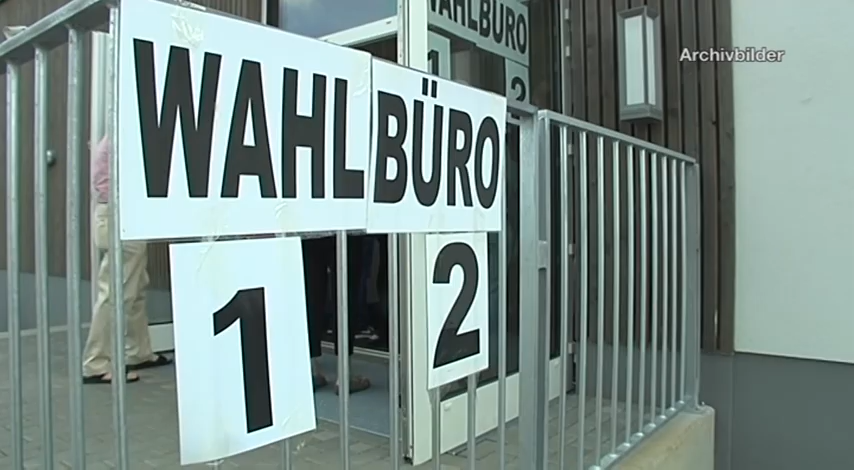 WAHLBÜRO
1 2
WAHLBÜRO
1
2
Archivbilder